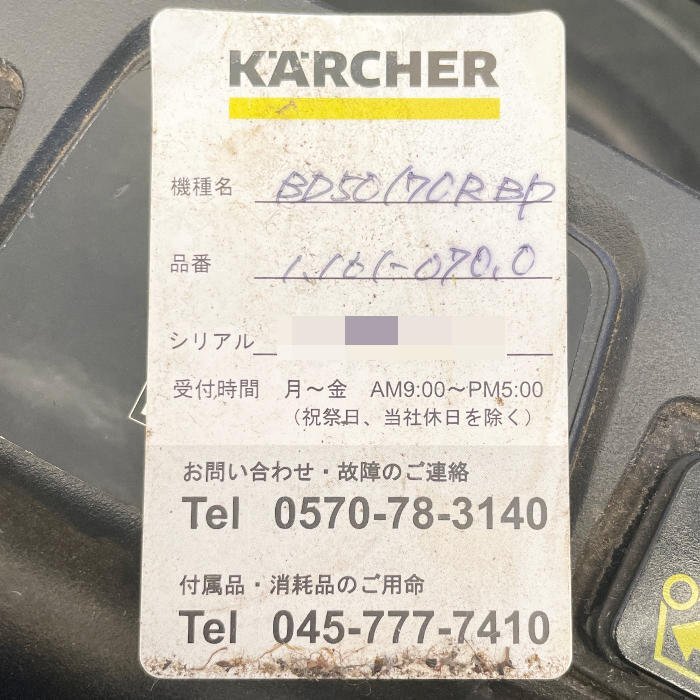 KÄRCHER
機種名 BD50/70RBP
品番 1.161-070.0
シリアル
受付時間 月～金 AM9:00～PM5:00
（祝祭日、当社休日を除く）
お問い合わせ・故障のご連絡
Tel 0570-78-3140
付属品・消耗品のご用命
Tel 045-777-7410